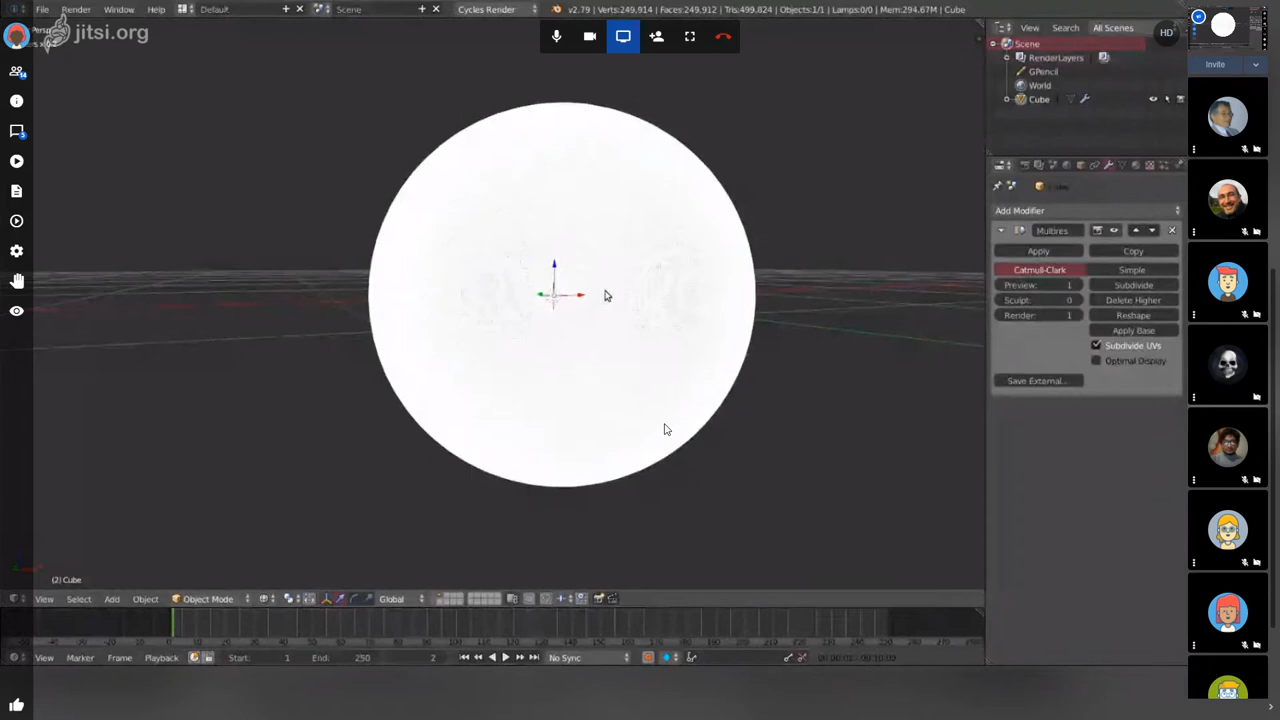 jitsi.org
File Render Window Help Default Scene Cycles Render v2.79 | Verts:249,914 | Faces:249,912 | Tris:499,824 | Objects:1/1 | Lamps:0/0 | Mem:294.67M | Cube
View Search All Scenes
HD
Scene
RenderLayers
GPencil
World
Cube
Invite
14
5
Add Modifier
Multires
Apply Copy
Catmull-Clark Simple
Preview: 1 Subdivide
Sculpt: 0 Delete Higher
Render: 1 Reshape
Apply Base
Subdivide UVs
Optimal Display
Save External...
(2) Cube
View Select Add Object Object Mode Global
View Marker Frame Playback Start: 1 End: 250 2 No Sync